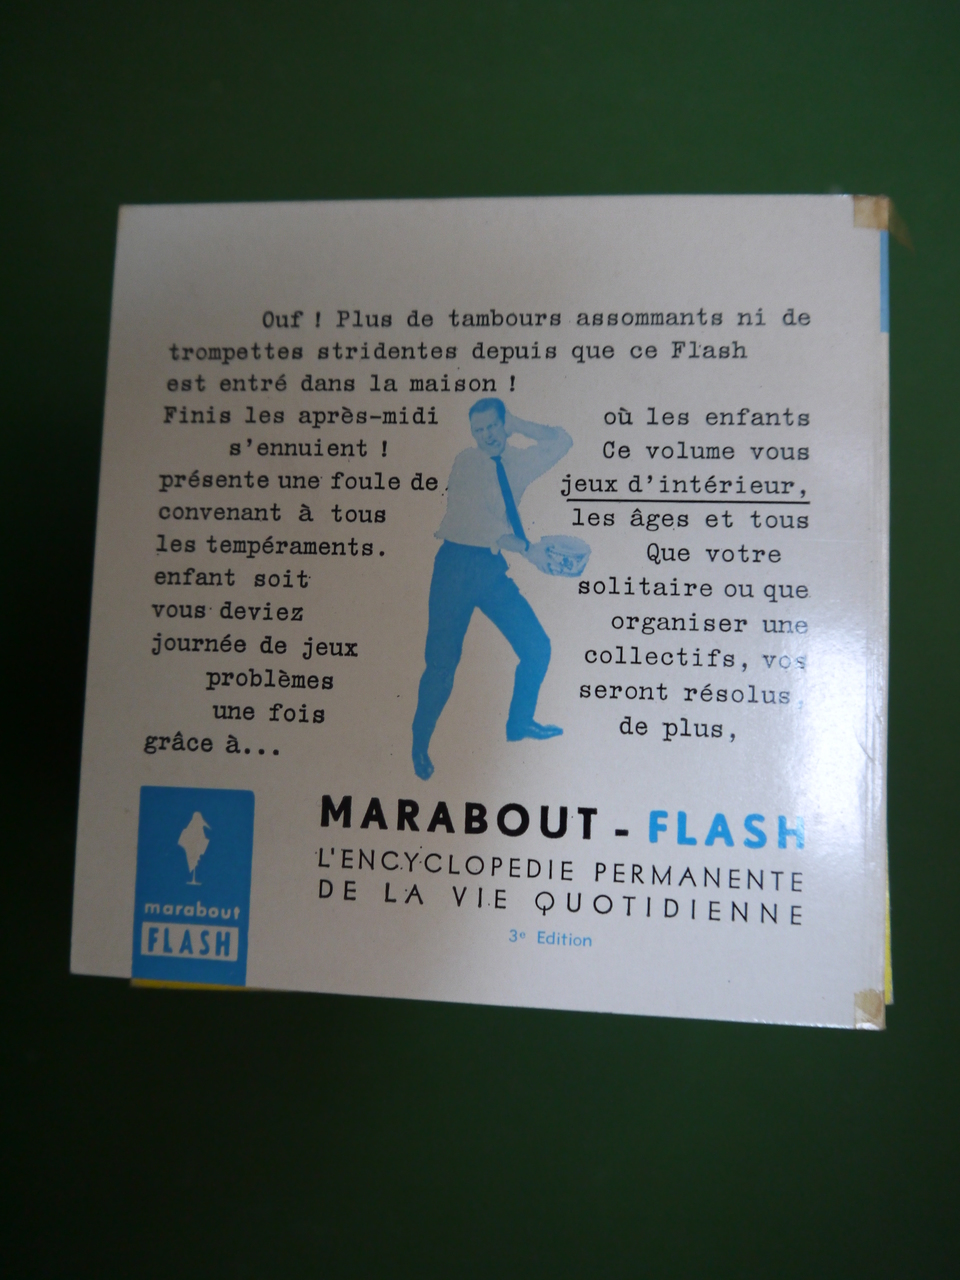 Ouf ! Plus de tambours assommants ni de
trompettes stridentes depuis que ce Flash
est entré dans la maison !
Finis les après-midi où les enfants
s'ennuient ! Ce volume vous
présente une foule de jeux d'intérieur,
convenant à tous les âges et tous
les tempéraments. Que votre
enfant soit solitaire ou que
vous deviez organiser une
journée de jeux collectifs, vos
problèmes seront résolus,
une fois de plus,
grâce à...
MARABOUT - FLASH
L'ENCYCLOPEDIE PERMANENTE
DE LA VIE QUOTIDIENNE
3e Edition
marabout
FLASH